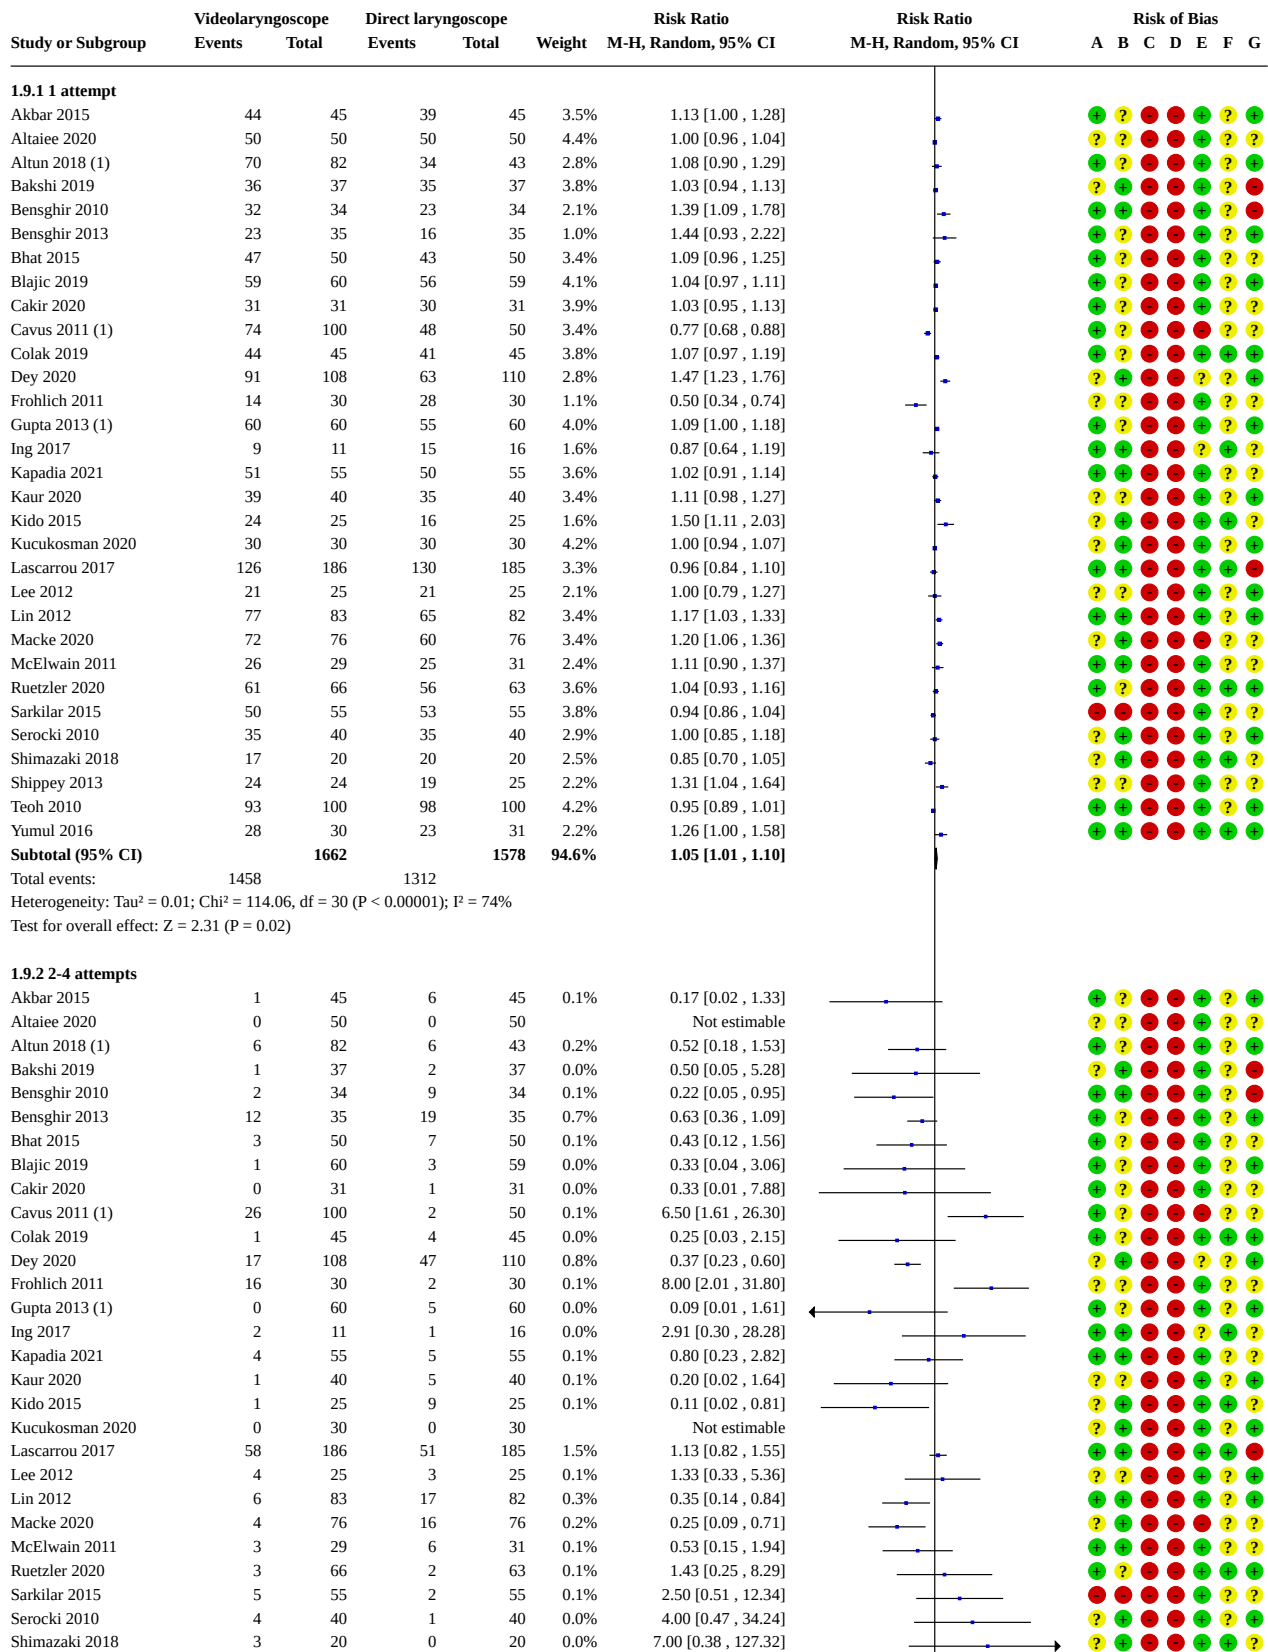 Videolaryngoscope Direct laryngoscope Risk Ratio Risk Ratio Risk of Bias
Study or Subgroup Events Total Events Total Weight M-H, Random, 95% CI M-H, Random, 95% CI A B C D E F G
1.9.1 1 attempt
Akbar 2015 44 45 39 45 3.5% 1.13 [1.00 , 1.28] + ? - - + ? +
Altaiee 2020 50 50 50 50 4.4% 1.00 [0.96 , 1.04] ? ? - - + ? ?
Altun 2018 (1) 70 82 34 43 2.8% 1.08 [0.90 , 1.29] + ? - - + ? +
Bakshi 2019 36 37 35 37 3.8% 1.03 [0.94 , 1.13] ? + - - + ? -
Bensghir 2010 32 34 23 34 2.1% 1.39 [1.09 , 1.78] + + - - + ? -
Bensghir 2013 23 35 16 35 1.0% 1.44 [0.93 , 2.22] + ? - - + ? +
Bhat 2015 47 50 43 50 3.4% 1.09 [0.96 , 1.25] + ? - - + ? ?
Blajic 2019 59 60 56 59 4.1% 1.04 [0.97 , 1.11] + ? - - + ? +
Cakir 2020 31 31 30 31 3.9% 1.03 [0.95 , 1.13] + ? - - + ? ?
Cavus 2011 (1) 74 100 48 50 3.4% 0.77 [0.68 , 0.88] + ? - - - ? ?
Colak 2019 44 45 41 45 3.8% 1.07 [0.97 , 1.19] + ? - - + + +
Dey 2020 91 108 63 110 2.8% 1.47 [1.23 , 1.76] ? + - - ? ? +
Frohlich 2011 14 30 28 30 1.1% 0.50 [0.34 , 0.74] ? ? - - + ? ?
Gupta 2013 (1) 60 60 55 60 4.0% 1.09 [1.00 , 1.18] + ? - - + ? +
Ing 2017 9 11 15 16 1.6% 0.87 [0.64 , 1.19] + + - - ? + ?
Kapadia 2021 51 55 50 55 3.6% 1.02 [0.91 , 1.14] + + - - + ? ?
Kaur 2020 39 40 35 40 3.4% 1.11 [0.98 , 1.27] ? ? - - + ? +
Kido 2015 24 25 16 25 1.6% 1.50 [1.11 , 2.03] ? + - - + + ?
Kucukosman 2020 30 30 30 30 4.2% 1.00 [0.94 , 1.07] ? + - - + ? +
Lascarrou 2017 126 186 130 185 3.3% 0.96 [0.84 , 1.10] + + - - + + -
Lee 2012 21 25 21 25 2.1% 1.00 [0.79 , 1.27] ? ? - - + ? +
Lin 2012 77 83 65 82 3.4% 1.17 [1.03 , 1.33] + + - - + ? +
Macke 2020 72 76 60 76 3.4% 1.20 [1.06 , 1.36] ? + - - - ? ?
McElwain 2011 26 29 25 31 2.4% 1.11 [0.90 , 1.37] + + - - + ? ?
Ruetzler 2020 61 66 56 63 3.6% 1.04 [0.93 , 1.16] + ? - - + + +
Sarkilar 2015 50 55 53 55 3.8% 0.94 [0.86 , 1.04] - - - - + ? ?
Serocki 2010 35 40 35 40 2.9% 1.00 [0.85 , 1.18] ? + - - + ? +
Shimazaki 2018 17 20 20 20 2.5% 0.85 [0.70 , 1.05] ? + - - + + ?
Shippey 2013 24 24 19 25 2.2% 1.31 [1.04 , 1.64] ? ? - - + ? ?
Teoh 2010 93 100 98 100 4.2% 0.95 [0.89 , 1.01] + + - - + ? +
Yumul 2016 28 30 23 31 2.2% 1.26 [1.00 , 1.58] + + - - + + +
Subtotal (95% CI) 1662 1578 94.6% 1.05 [1.01 , 1.10]
Total events: 1458 1312
Heterogeneity: Tau² = 0.01; Chi² = 114.06, df = 30 (P < 0.00001); I² = 74%
Test for overall effect: Z = 2.31 (P = 0.02)
1.9.2 2-4 attempts
Akbar 2015 1 45 6 45 0.1% 0.17 [0.02 , 1.33] + ? - - + ? +
Altaiee 2020 0 50 0 50 Not estimable ? ? - - + ? ?
Altun 2018 (1) 6 82 6 43 0.2% 0.52 [0.18 , 1.53] + ? - - + ? +
Bakshi 2019 1 37 2 37 0.0% 0.50 [0.05 , 5.28] ? + - - + ? -
Bensghir 2010 2 34 9 34 0.1% 0.22 [0.05 , 0.95] + + - - + ? -
Bensghir 2013 12 35 19 35 0.7% 0.63 [0.36 , 1.09] + ? - - + ? +
Bhat 2015 3 50 7 50 0.1% 0.43 [0.12 , 1.56] + ? - - + ? ?
Blajic 2019 1 60 3 59 0.0% 0.33 [0.04 , 3.06] + ? - - + ? +
Cakir 2020 0 31 1 31 0.0% 0.33 [0.01 , 7.88] + ? - - + ? ?
Cavus 2011 (1) 26 100 2 50 0.1% 6.50 [1.61 , 26.30] + ? - - - ? ?
Colak 2019 1 45 4 45 0.0% 0.25 [0.03 , 2.15] + ? - - + + +
Dey 2020 17 108 47 110 0.8% 0.37 [0.23 , 0.60] ? + - - ? ? +
Frohlich 2011 16 30 2 30 0.1% 8.00 [2.01 , 31.80] ? ? - - + ? ?
Gupta 2013 (1) 0 60 5 60 0.0% 0.09 [0.01 , 1.61] + ? - - + ? +
Ing 2017 2 11 1 16 0.0% 2.91 [0.30 , 28.28] + + - - ? + ?
Kapadia 2021 4 55 5 55 0.1% 0.80 [0.23 , 2.82] + + - - + ? ?
Kaur 2020 1 40 5 40 0.1% 0.20 [0.02 , 1.64] ? ? - - + ? +
Kido 2015 1 25 9 25 0.1% 0.11 [0.02 , 0.81] ? + - - + + ?
Kucukosman 2020 0 30 0 30 Not estimable ? + - - + ? +
Lascarrou 2017 58 186 51 185 1.5% 1.13 [0.82 , 1.55] + + - - + + -
Lee 2012 4 25 3 25 0.1% 1.33 [0.33 , 5.36] ? ? - - + ? +
Lin 2012 6 83 17 82 0.3% 0.35 [0.14 , 0.84] + + - - + ? +
Macke 2020 4 76 16 76 0.2% 0.25 [0.09 , 0.71] ? + - - - ? ?
McElwain 2011 3 29 6 31 0.1% 0.53 [0.15 , 1.94] + + - - + ? ?
Ruetzler 2020 3 66 2 63 0.1% 1.43 [0.25 , 8.29] + ? - - + + +
Sarkilar 2015 5 55 2 55 0.1% 2.50 [0.51 , 12.34] - - - - + ? ?
Serocki 2010 4 40 1 40 0.0% 4.00 [0.47 , 34.24] ? + - - + ? +
Shimazaki 2018 3 20 0 20 0.0% 7.00 [0.38 , 127.32] ? + - - + + ?